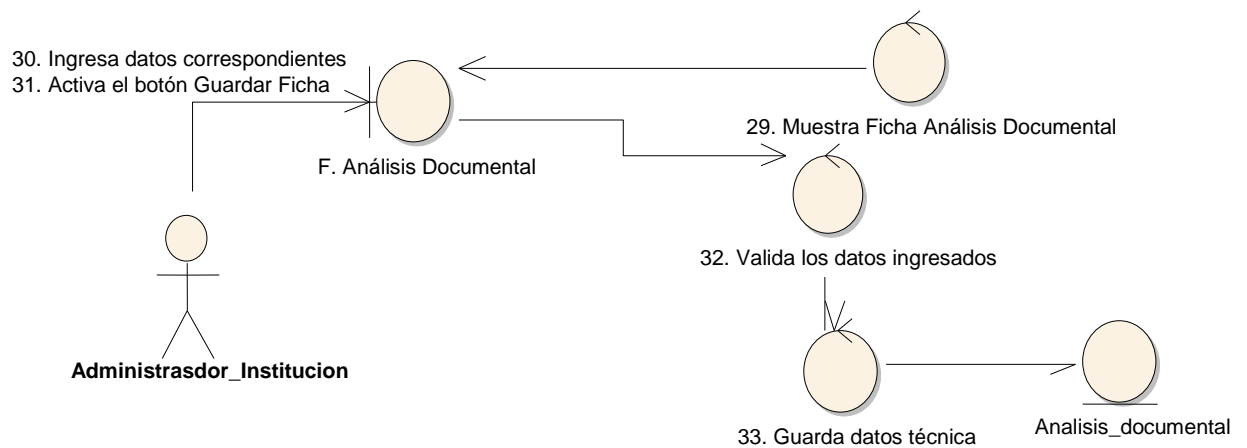 30. Ingresa datos correspondientes
31. Activa el botón Guardar Ficha
29. Muestra Ficha Análisis Documental
F. Análisis Documental
32. Valida los datos ingresados
Administrasdor_Institucion
33. Guarda datos técnica
Analisis_documental